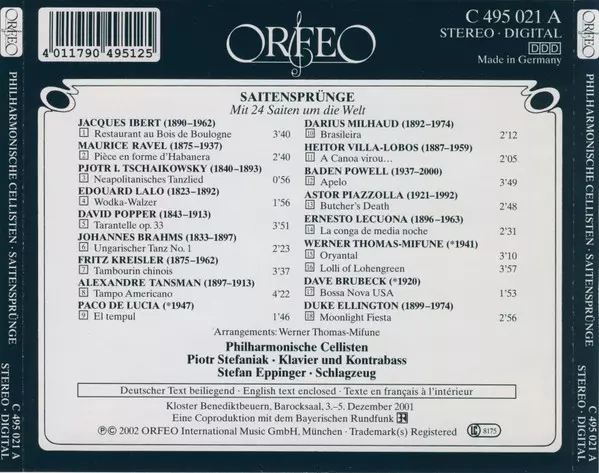 PHILHARMONISCHE CELLISTEN · SAITENSPRÜNGE
C 495 021 A
STEREO · DIGITAL
4 011790 495125
ORFEO
C 495 021 A
STEREO · DIGITAL
DDD
Made in Germany
SAITENSPRÜNGE
Mit 24 Saiten um die Welt
JACQUES IBERT (1890–1962)
1 Restaurant au Bois de Boulogne 3'40
MAURICE RAVEL (1875-1937)
2 Pièce en forme d'Habanera 2'40
PJOTR I. TSCHAIKOWSKY (1840-1893)
3 Neapolitanisches Tanzlied 0'56
EDOUARD LALO (1823-1892)
4 Wodka-Walzer 1'56
DAVID POPPER (1843-1913)
5 Tarantelle op. 33 3'51
JOHANNES BRAHMS (1833-1897)
6 Ungarischer Tanz No. 1 2'23
FRITZ KREISLER (1875-1962)
7 Tambourin chinois 3'37
ALEXANDRE TANSMAN (1897-1913)
8 Tampo Americano 4'22
PACO DE LUCIA (*1947)
9 El tempul 1'46
DARIUS MILHAUD (1892–1974)
10 Brasileira 2'12
HEITOR VILLA-LOBOS (1887–1959)
11 A Canoa virou... 2'05
BADEN POWELL (1937-2000)
12 Apelo 3'49
ASTOR PIAZZOLLA (1921-1992)
13 Butcher's Death 2'48
ERNESTO LECUONA (1896-1963)
14 La conga de media noche 2'31
WERNER THOMAS-MIFUNE (*1941)
15 Oryantal 3'10
16 Lolli of Lohengreen 3'57
DAVE BRUBECK (*1920)
17 Bossa Nova USA 1'53
DUKE ELLINGTON (1899-1974)
18 Moonlight Fiesta 2'56
Arrangements: Werner Thomas-Mifune
Philharmonische Cellisten
Piotr Stefaniak · Klavier und Kontrabass
Stefan Eppinger · Schlagzeug
Deutscher Text beiliegend · English text enclosed · Texte en français à l'intérieur
Kloster Benediktbeuern, Barocksaal, 3.–5. Dezember 2001
Eine Coproduktion mit dem Bayerischen Rundfunk
℗ © 2002 ORFEO International Music GmbH, München · Trademark(s) Registered
LC 8175
PHILHARMONISCHE CELLISTEN · SAITENSPRÜNGE
C 495 021 A
STEREO · DIGITAL